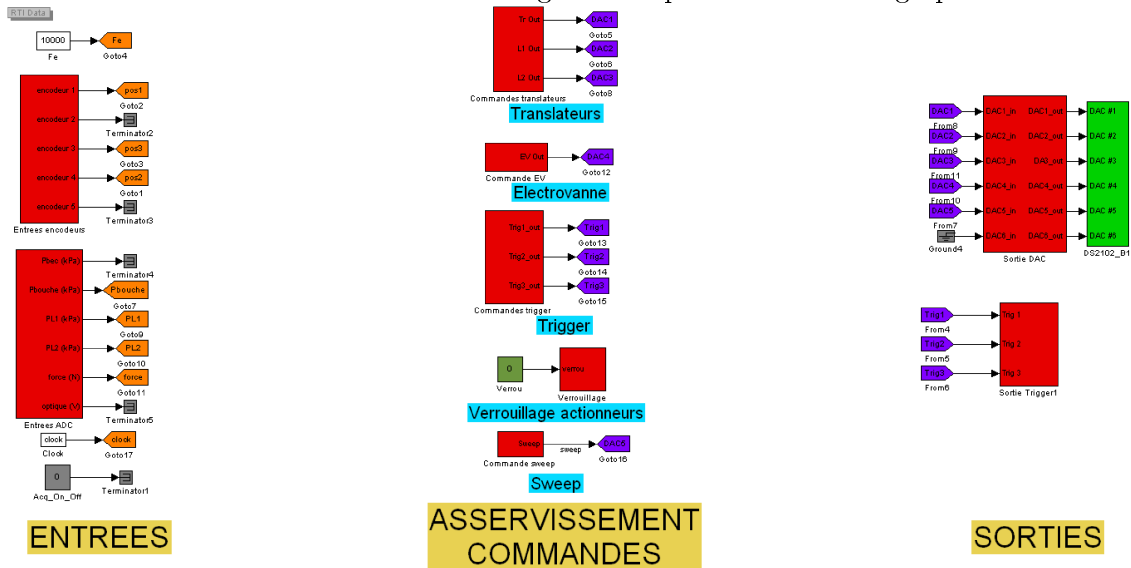 RTI Data
10000
Fe
Fe
Goto4
encodeur 1
pos1
Goto2
encodeur 2
Terminator2
encodeur 3
pos3
Goto3
encodeur 4
pos2
Goto1
encodeur 5
Terminator3
Entrees encodeurs
Pbec (kPa)
Terminator4
Pbouche (kPa)
Pbouche
Goto7
PL1 (kPa)
PL1
Goto9
PL2 (kPa)
PL2
Goto10
force (N)
force
Goto11
optique (V)
Terminator5
Entrees ADC
clock
Clock
clock
Goto17
0
Acq_On_Off
Terminator1
ENTREES
Tr Out
DAC1
Goto5
L1 Out
DAC2
Goto6
L2 Out
DAC3
Goto8
Commandes translateurs
Translateurs
EV Out
DAC4
Goto12
Commande EV
Electrovanne
Trig1_out
Trig1
Goto13
Trig2_out
Trig2
Goto14
Trig3_out
Trig3
Goto15
Commandes trigger
Trigger
0
Verrou
verrou
Verrouillage
Verrouillage actionneurs
Sweep
sweep
DAC5
Goto16
Commande sweep
Sweep
ASSERVISSEMENT
COMMANDES
DAC1
From8
DAC1_in
DAC1_out
DAC #1
DAC2
From9
DAC2_in
DAC2_out
DAC #2
DAC3
From11
DAC3_in
DA3_out
DAC #3
DAC4
From10
DAC4_in
DAC4_out
DAC #4
DAC5
From7
DAC5_in
DAC5_out
DAC #5
Ground4
DAC6_in
DAC6_out
DAC #6
Sortie DAC
DS2102_B1
Trig1
From4
Trig 1
Trig2
From5
Trig 2
Trig3
From6
Trig 3
Sortie Trigger1
SORTIES